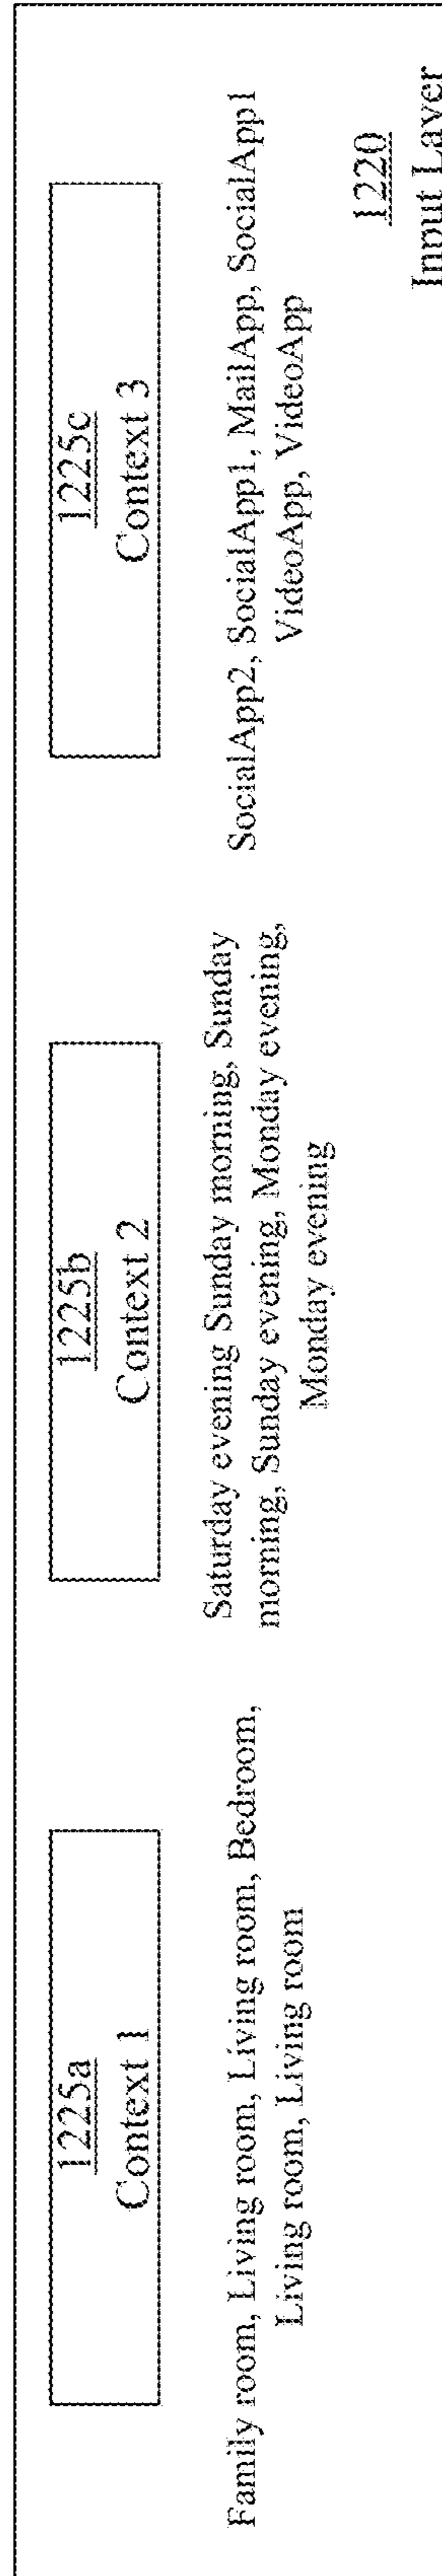 1225a
Context 1
Family room, Living room, Living room, Bedroom,
Living room, Living room
1225b
Context 2
Saturday evening Sunday morning, Sunday
morning, Sunday evening, Monday evening,
Monday evening
1225c
Context 3
SocialApp2, SocialApp1, MailApp, SocialApp1
VideoApp, VideoApp
1220
Input Layer